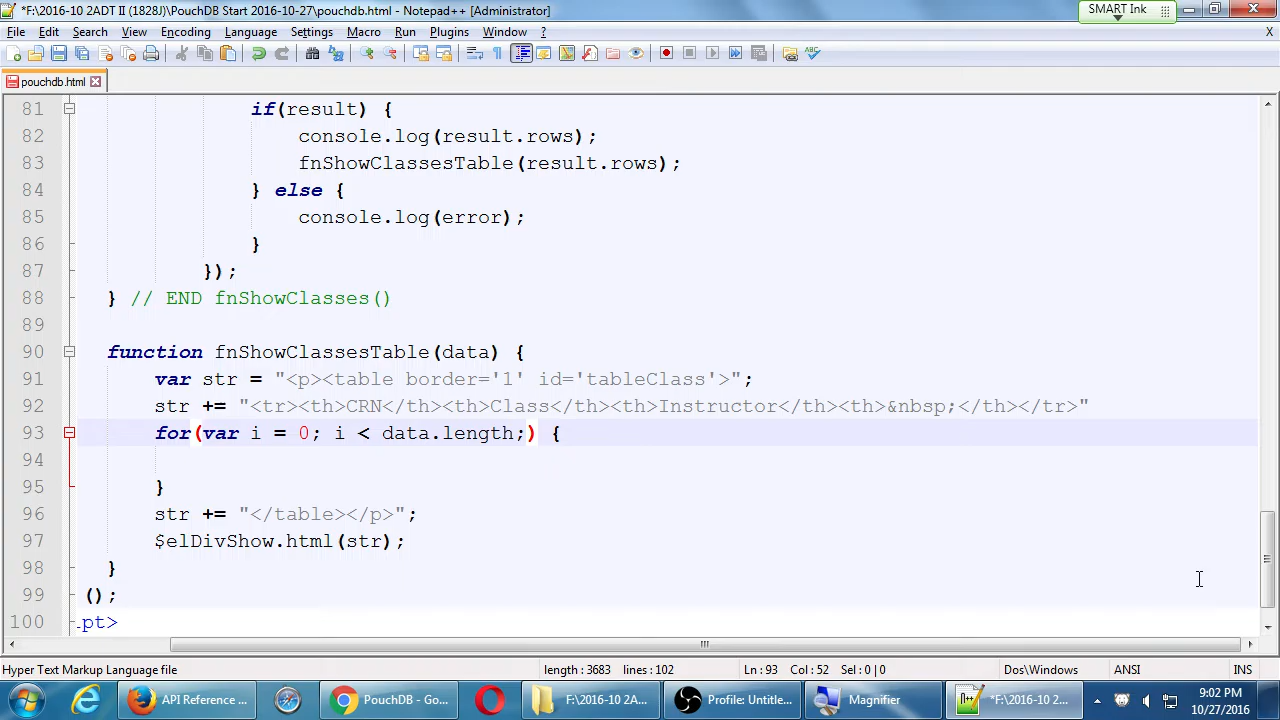 *F:\2016-10 2ADT II (1828J)\PouchDB Start 2016-10-27\pouchdb.html - Notepad++ [Administrator]
SMART Ink
File Edit Search View Encoding Language Settings Macro Run Plugins Window ? X
pouchdb.html
81 if(result) {
82 console.log(result.rows);
83 fnShowClassesTable(result.rows);
84 } else {
85 console.log(error);
86 }
87 });
88 } // END fnShowClasses()
89
90 function fnShowClassesTable(data) {
91 var str = "<p><table border='1' id='tableClass'>";
92 str += "<tr><th>CRN</th><th>Class</th><th>Instructor</th><th>&nbsp;</th></tr>"
93 for(var i = 0; i < data.length;) {
94
95 }
96 str += "</table></p>";
97 $elDivShow.html(str);
98 }
99 ();
100 pt>
Hyper Text Markup Language file length : 3683 lines : 102 Ln : 93 Col : 52 Sel : 0 | 0 Dos\Windows ANSI INS
API Reference ... PouchDB - Go... F:\2016-10 2A... Profile: Untitle... Magnifier *F:\2016-10 2... 9:02 PM
10/27/2016